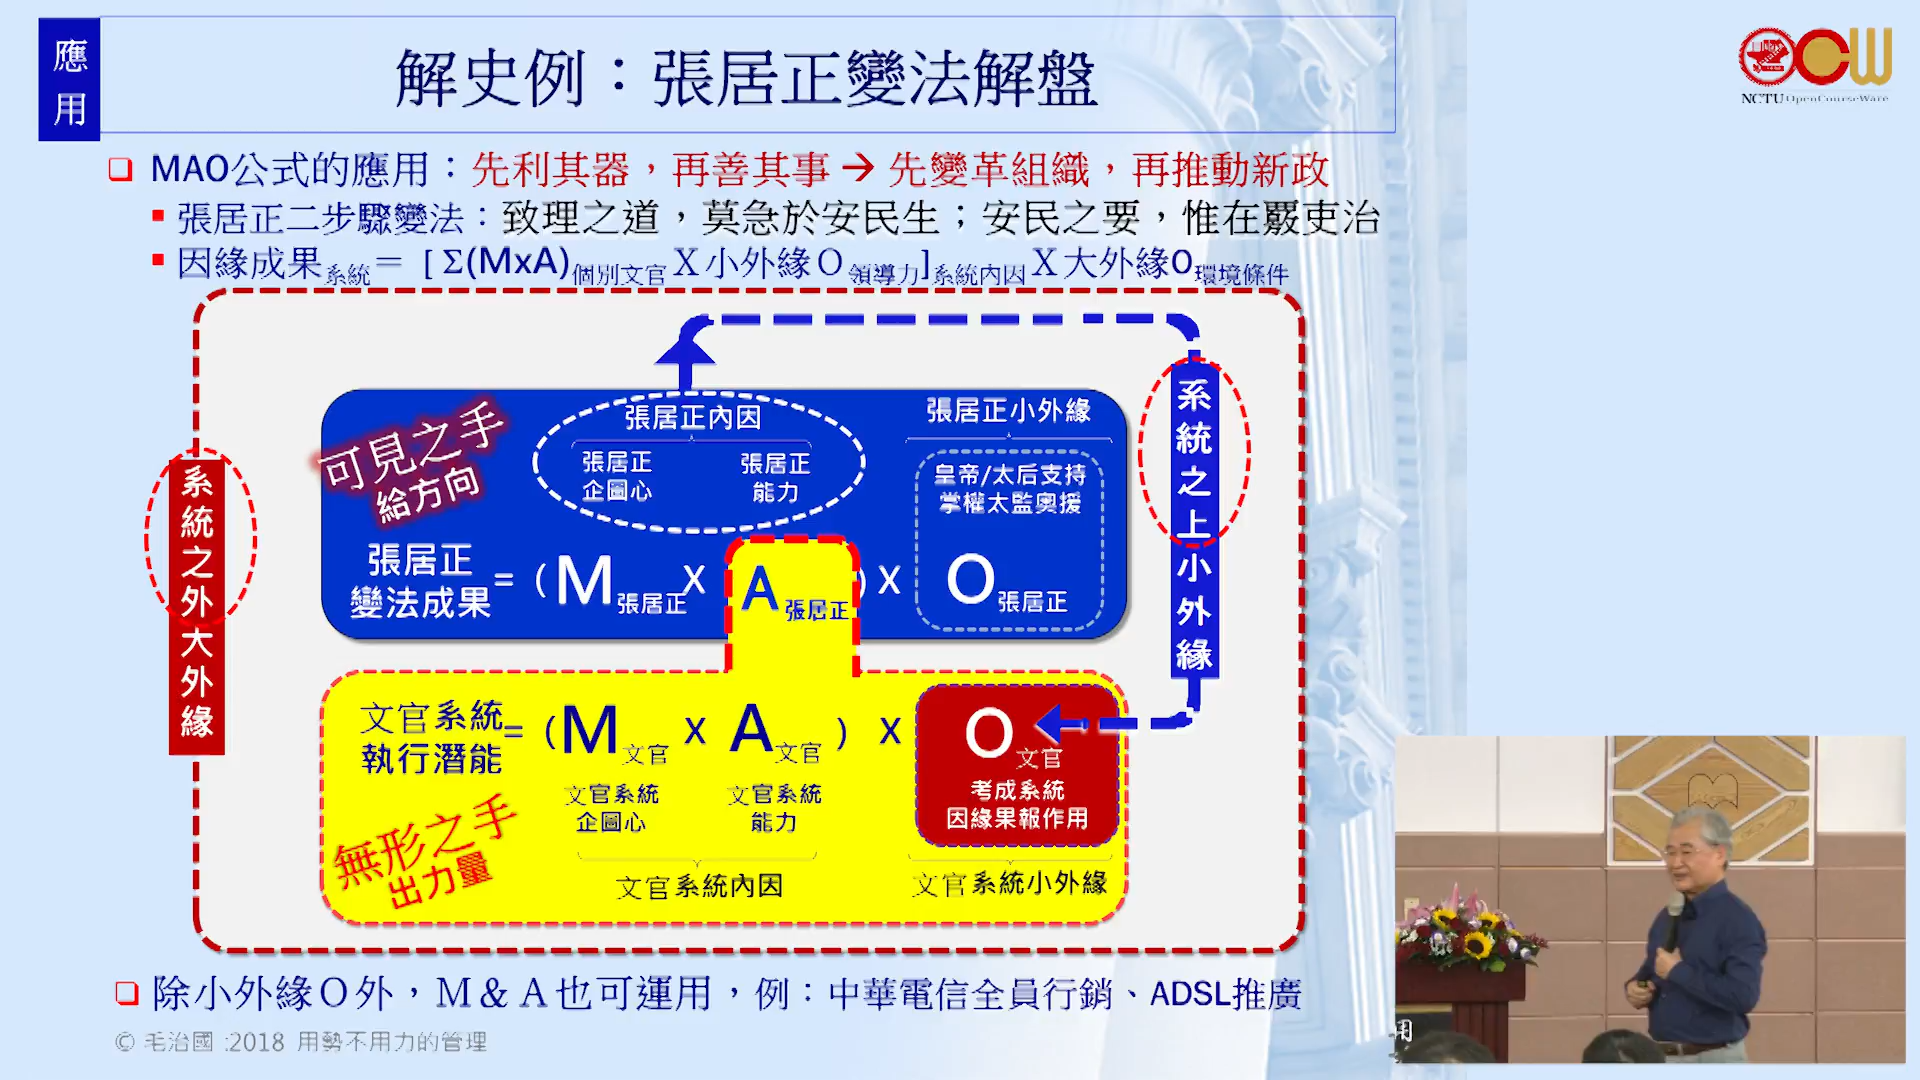 應用
解史例：張居正變法解盤
NCTU OpenCourseWare
❑ MAO公式的應用：先利其器，再善其事→先變革組織，再推動新政
▪ 張居正二步驟變法：致理之道，莫急於安民生；安民之要，惟在覈吏治
▪ 因緣成果系統＝［Σ(MxA)個別文官Ｘ小外緣Ｏ領導力]系統內因Ｘ大外緣O環境條件
系統之外大外緣
系統之上小外緣
可見之手
給方向
張居正內因
張居正小外緣
張居正
企圖心
張居正
能力
皇帝/太后支持
掌權太監奧援
張居正
變法成果
= (M張居正 X A張居正) X O張居正
文官系統
執行潛能
= (M文官 X A文官) X O文官
文官系統
企圖心
文官系統
能力
考成系統
因緣果報作用
無形之手
出力量
文官系統內因
文官系統小外緣
❑ 除小外緣Ｏ外，Ｍ＆Ａ也可運用，例：中華電信全員行銷、ADSL推廣
© 毛治國 :2018 用勢不用力的管理
用